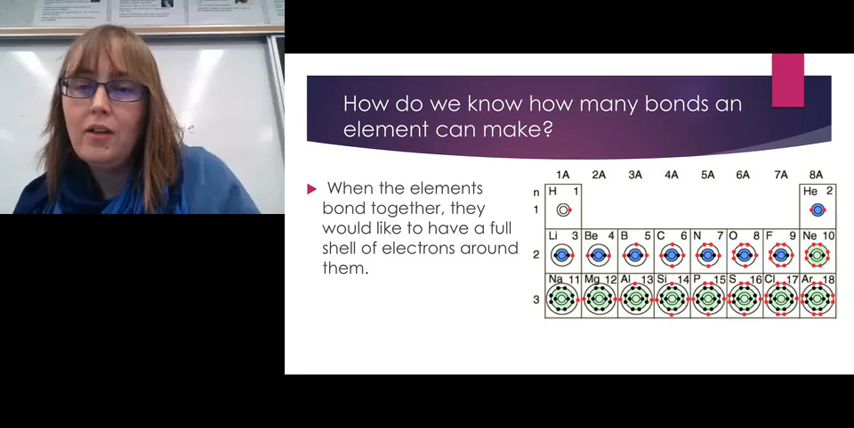 How do we know how many bonds an
element can make?
When the elements
bond together, they
would like to have a full
shell of electrons around
them.
1A 2A 3A 4A 5A 6A 7A 8A
n H 1 He 2
1
Li 3 Be 4 B 5 C 6 N 7 O 8 F 9 Ne 10
2
Na 11 Mg 12 Al 13 Si 14 P 15 S 16 Cl 17 Ar 18
3